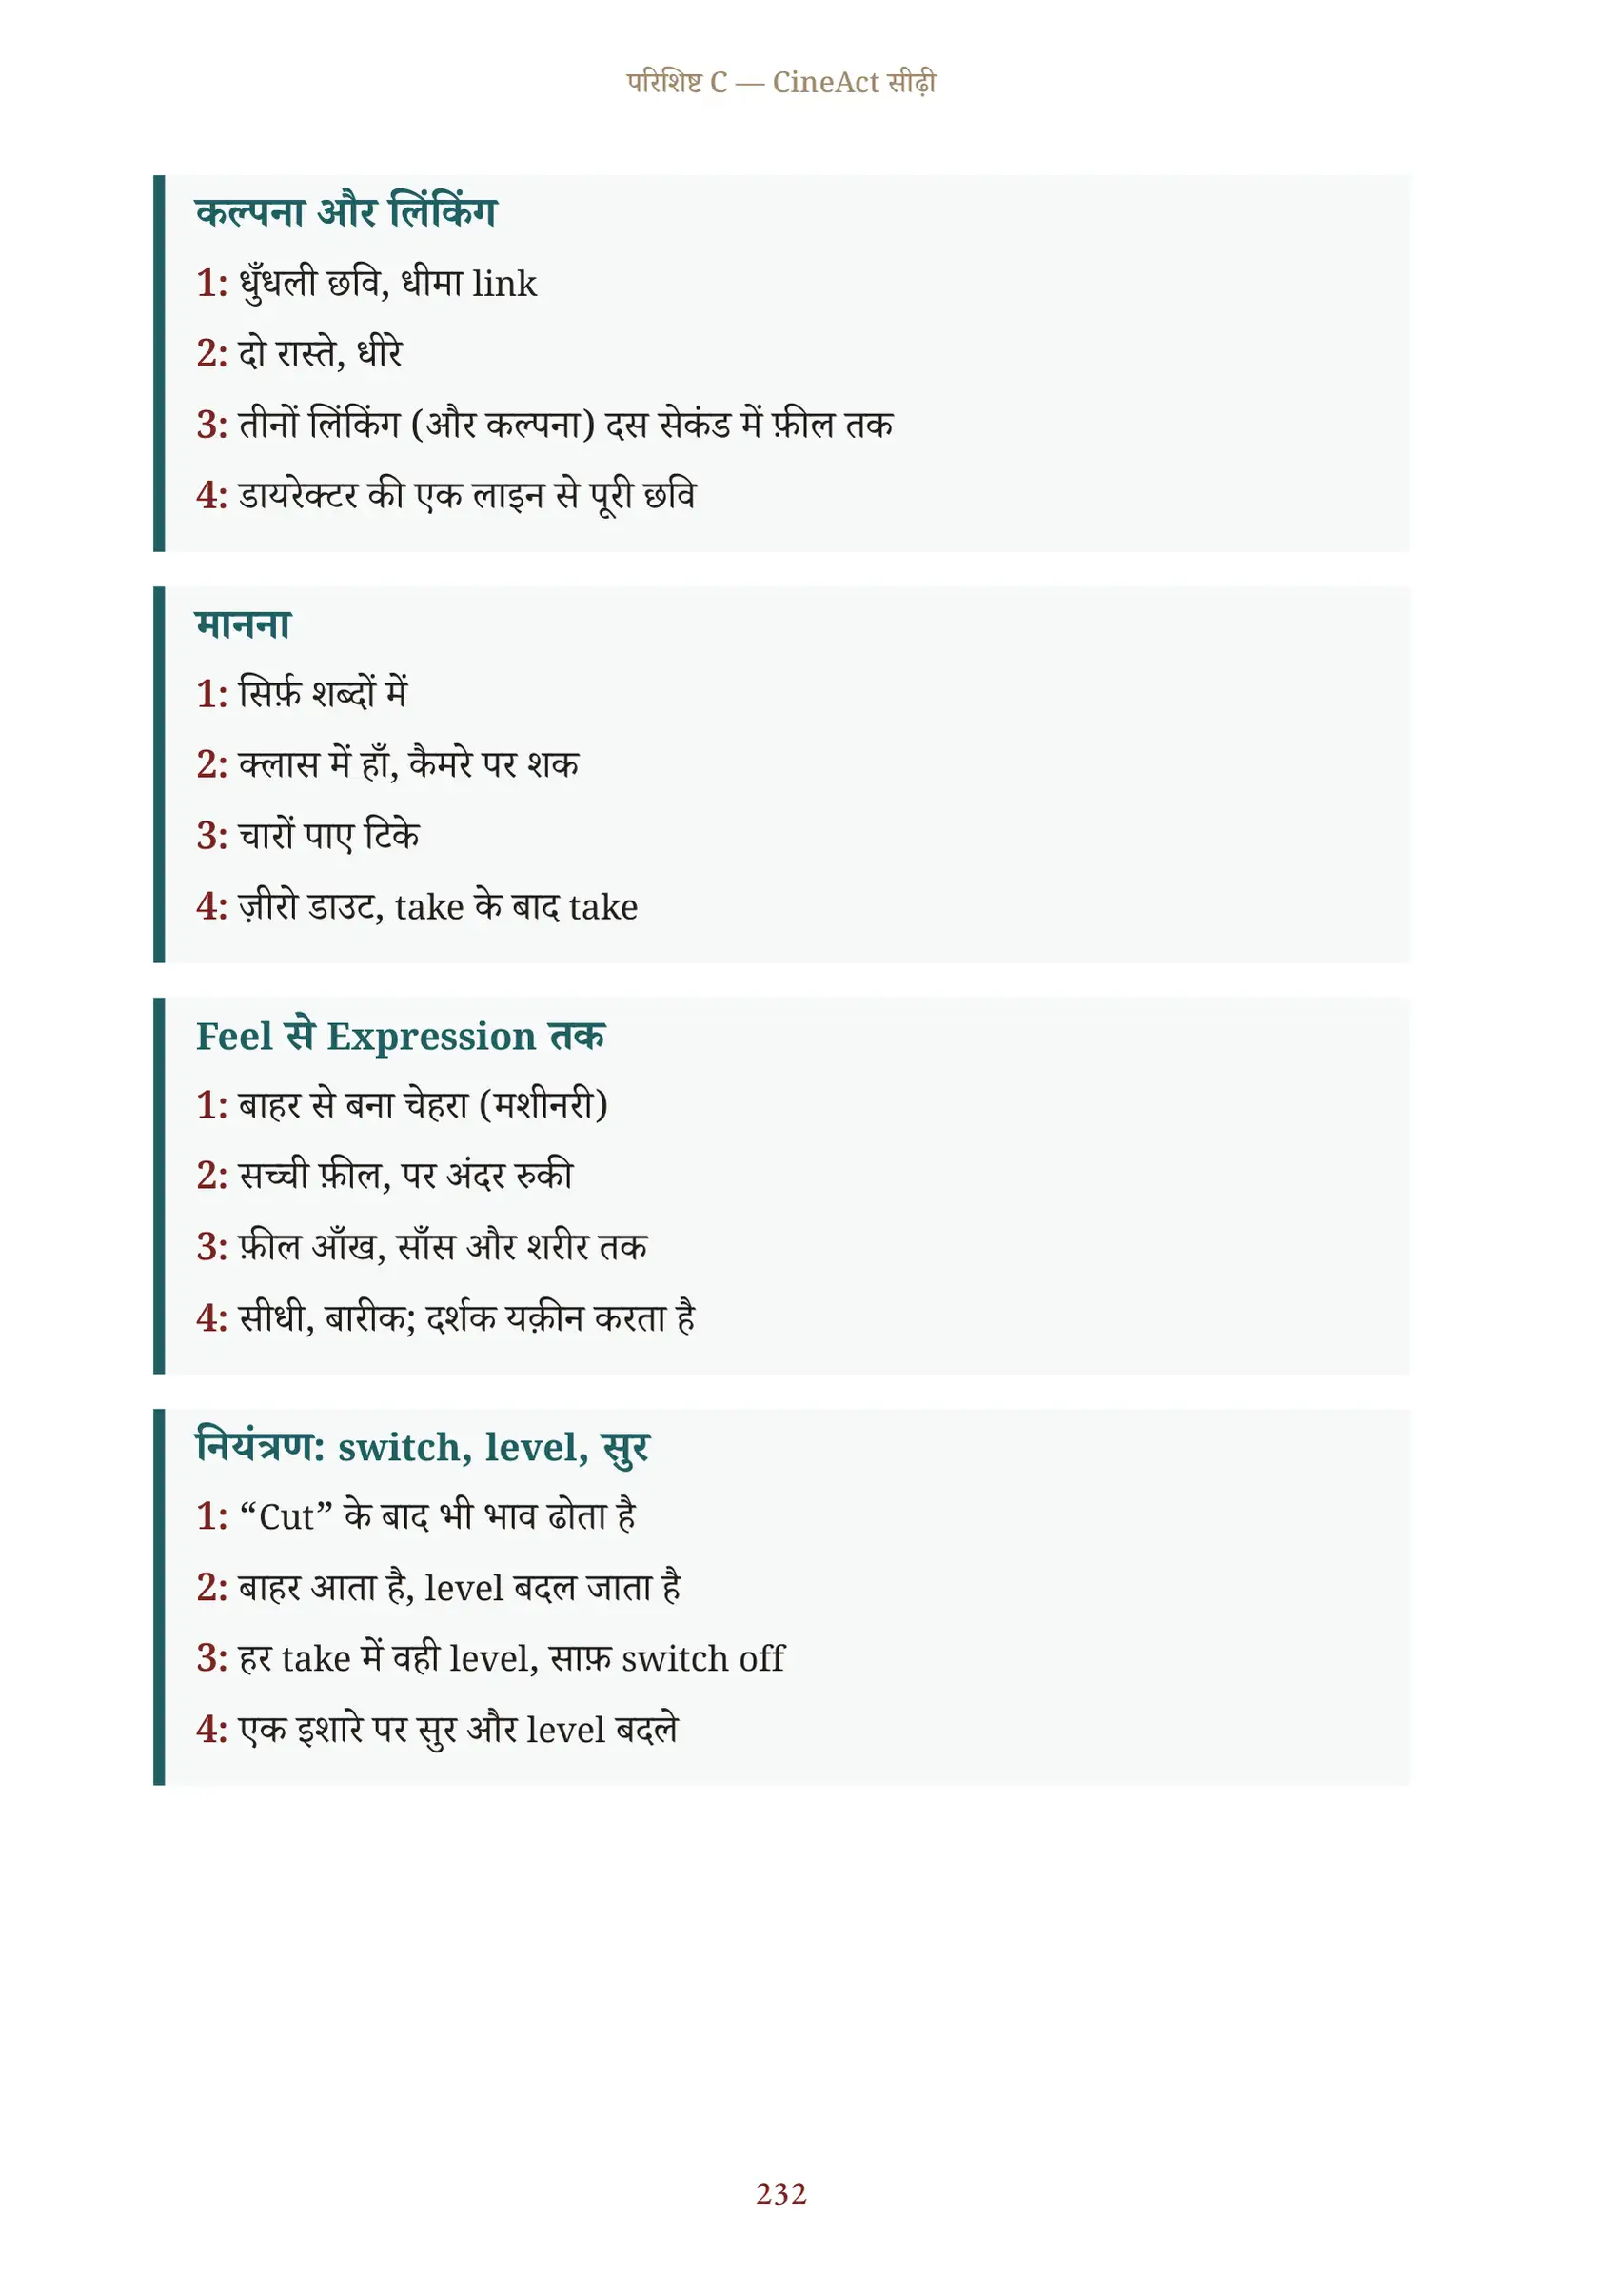 परिशिष्ट C — CineAct सीढ़ी
कल्पना और लिंकिंग
1: धुँधली छवि, धीमा link
2: दो रास्ते, धीरे
3: तीनों लिंकिंग (और कल्पना) दस सेकंड में फ़ील तक
4: डायरेक्टर की एक लाइन से पूरी छवि
मानना
1: सिर्फ़ शब्दों में
2: क्लास में हाँ, कैमरे पर शक
3: चारों पाए टिके
4: ज़ीरो डाउट, take के बाद take
Feel से Expression तक
1: बाहर से बना चेहरा (मशीनरी)
2: सच्ची फ़ील, पर अंदर रुकी
3: फ़ील आँख, साँस और शरीर तक
4: सीधी, बारीक; दर्शक यक़ीन करता है
नियंत्रण: switch, level, सुर
1: “Cut” के बाद भी भाव ढोता है
2: बाहर आता है, level बदल जाता है
3: हर take में वही level, साफ़ switch off
4: एक इशारे पर सुर और level बदले
232